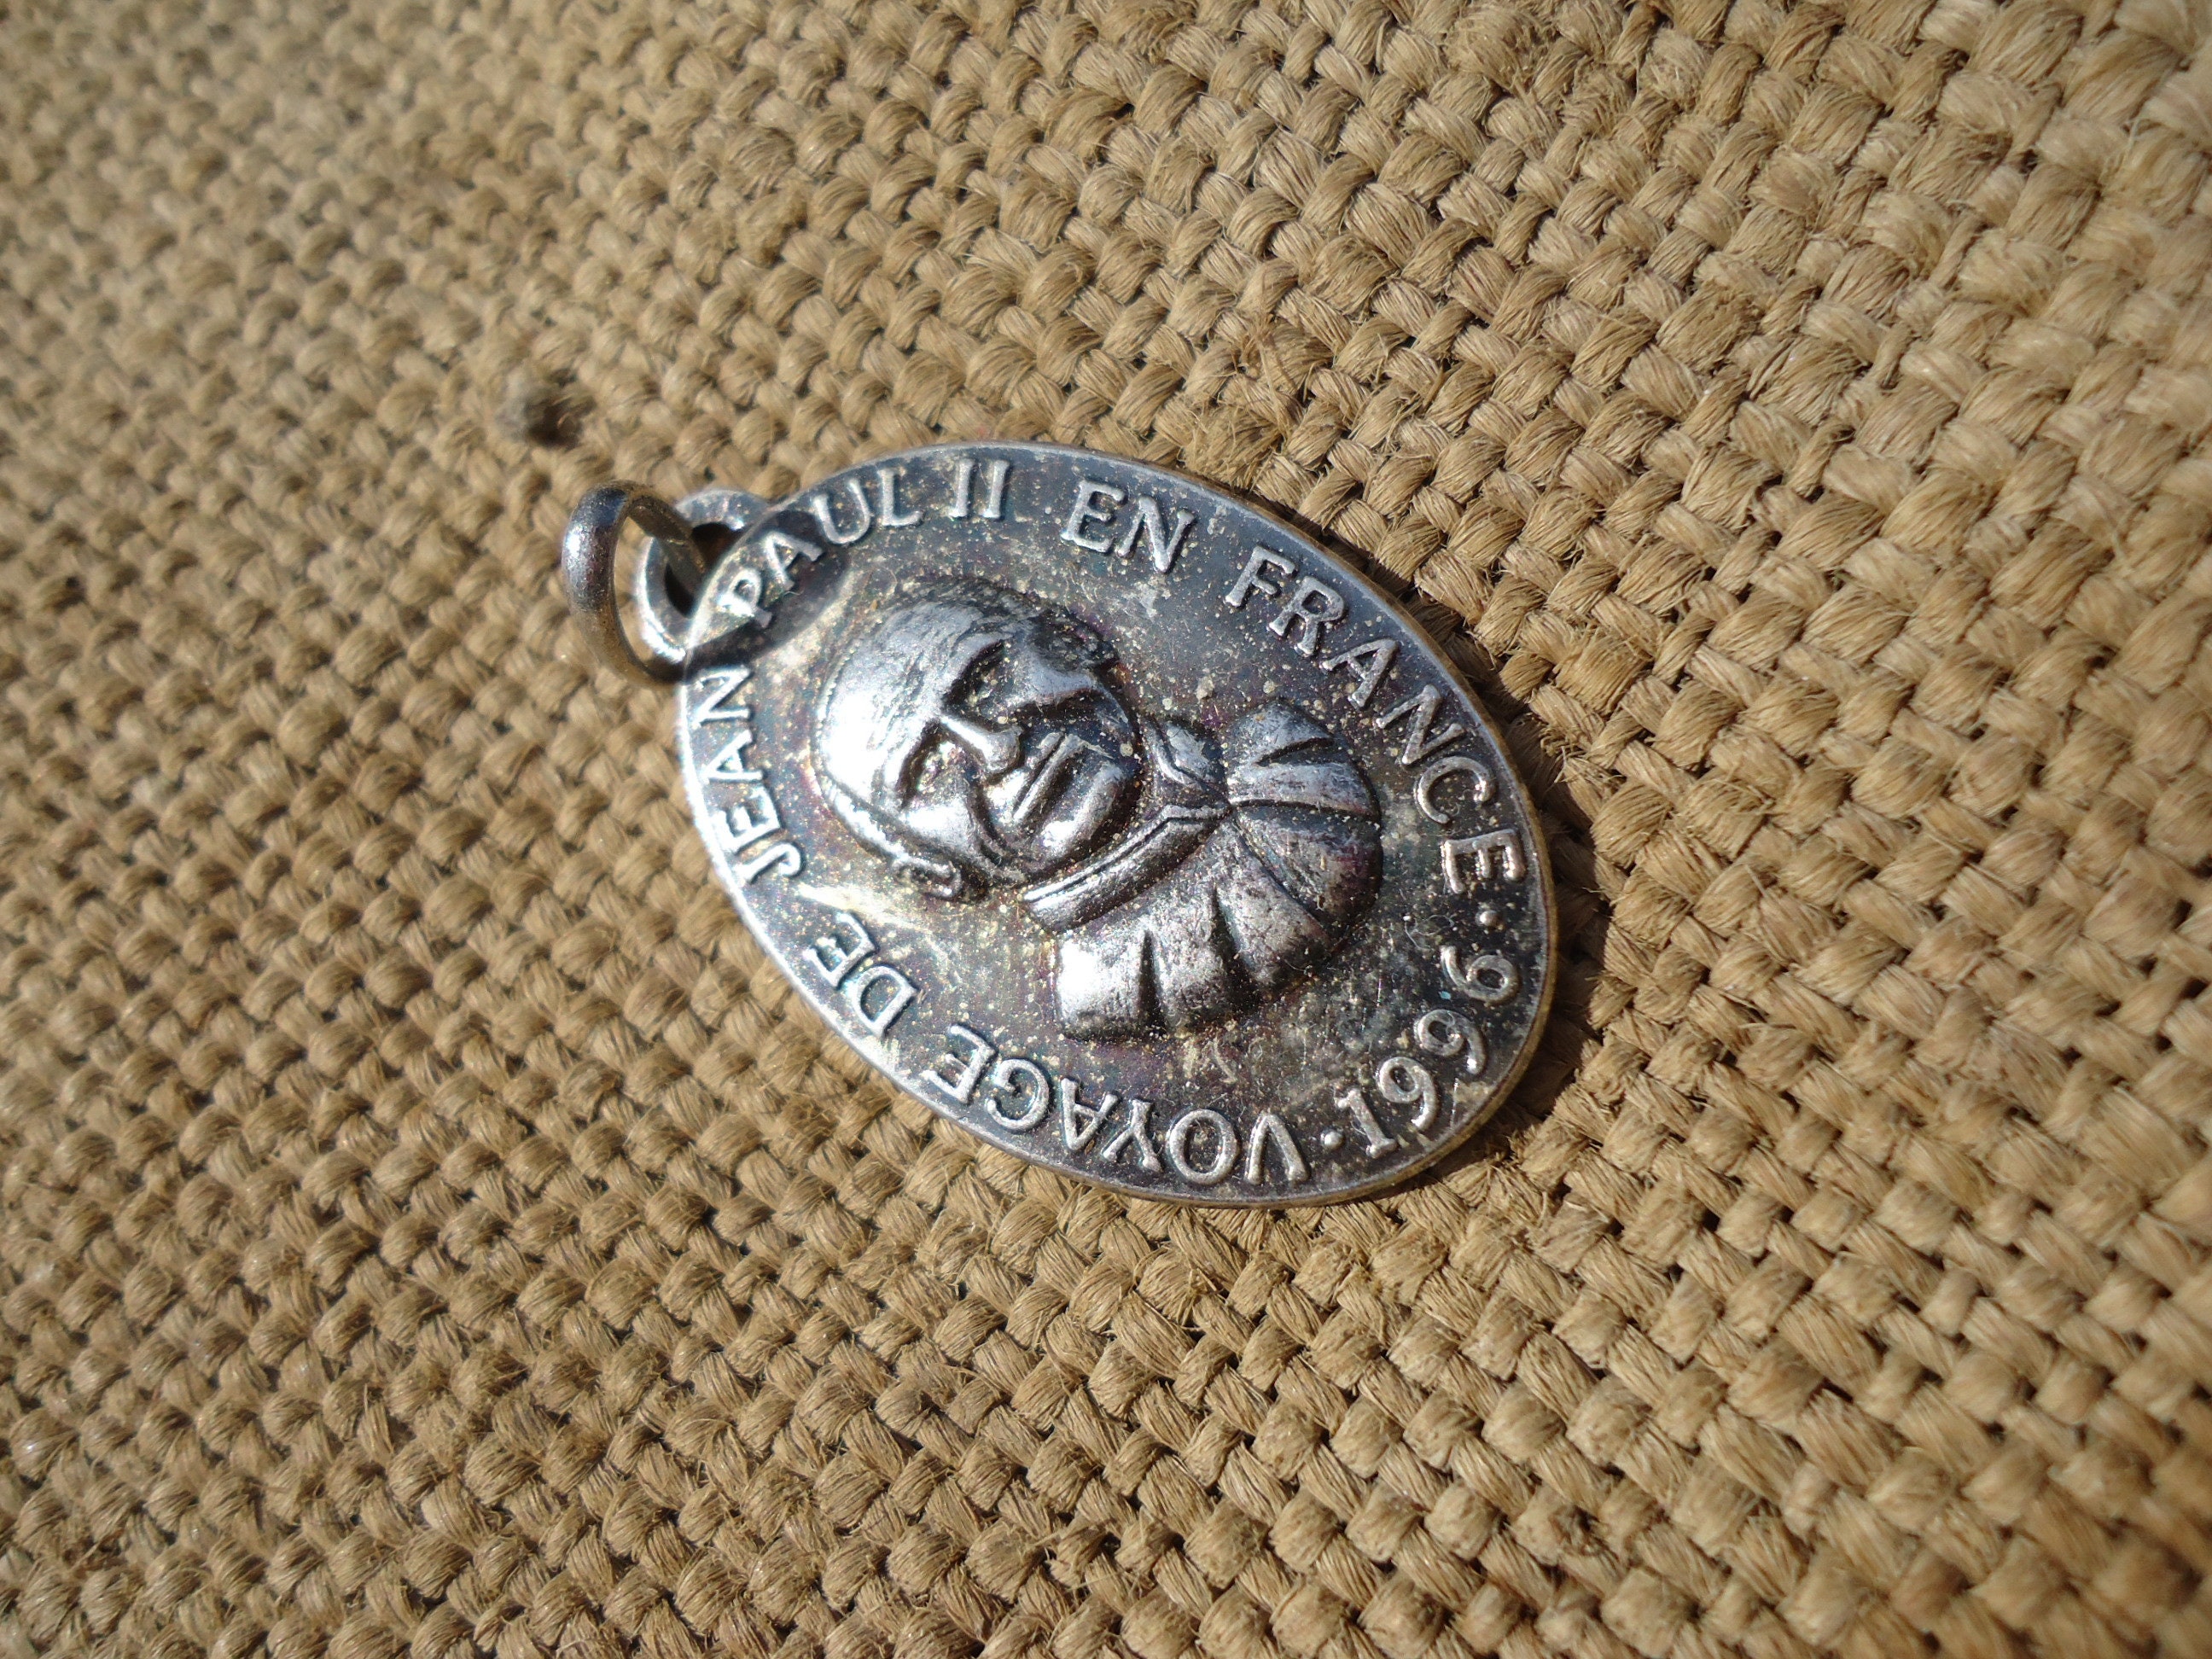 VOYAGE DE JEAN PAUL II EN FRANCE · 1996 ·